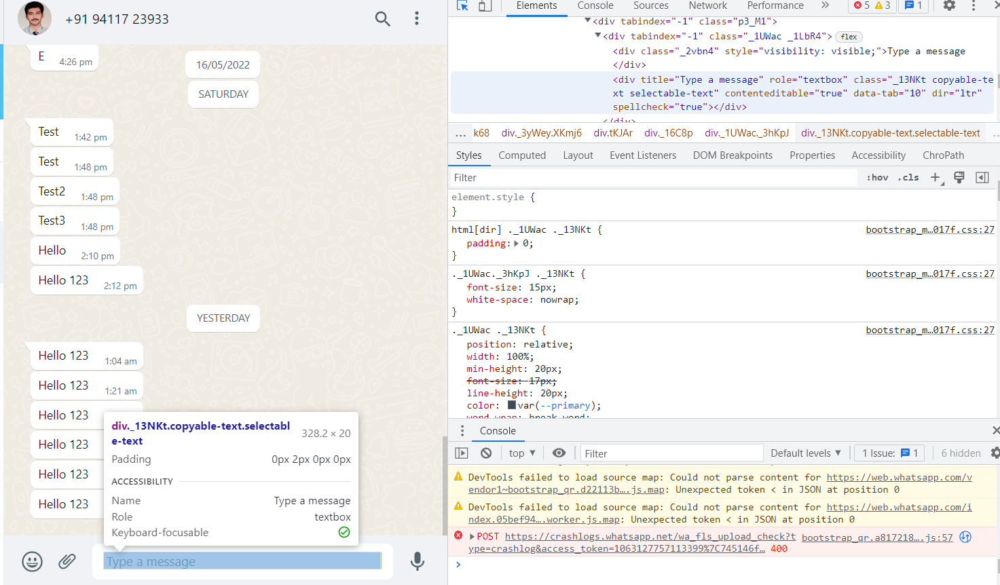 +91 94117 23933
E 4:26 pm
16/05/2022
SATURDAY
Test 1:42 pm
Test 1:48 pm
Test2 1:48 pm
Test3 1:48 pm
Hello 2:10 pm
Hello 123 2:12 pm
YESTERDAY
Hello 123 1:04 am
Hello 123 1:21 am
Hello 123
Hello 123
Hello 123
Hello 123
div._13NKt.copyable-text.selectabl
e-text
328.2 × 20
Padding 0px 2px 0px 0px
ACCESSIBILITY
Name Type a message
Role textbox
Keyboard-focusable
Type a message
Elements Console Sources Network Performance » 5 3 1
<div tabindex="-1" class="p3_M1">
<div tabindex="-1" class="_1UWac _1LbR4"> flex
<div class="_2vbn4" style="visibility: visible;">Type a message
</div>
<div title="Type a message" role="textbox" class="_13NKt copyable-te
xt selectable-text" contenteditable="true" data-tab="10" dir="ltr"
spellcheck="true"></div>
</div>
... k68 div._3yWey.XKmj6 div.tKJAr div._16C8p div._1UWac._3hKpJ div._13NKt.copyable-text.selectable-text ...
Styles Computed Layout Event Listeners DOM Breakpoints Properties Accessibility ChroPath
Filter :hov .cls +
element.style {
}
html[dir] ._1UWac ._13NKt { bootstrap_m…017f.css:27
padding: 0;
}
._1UWac._3hKpJ ._13NKt { bootstrap_m…017f.css:27
font-size: 15px;
white-space: nowrap;
}
._1UWac ._13NKt { bootstrap_m…017f.css:27
position: relative;
width: 100%;
min-height: 20px;
font-size: 17px;
line-height: 20px;
color: var(--primary);
word-wrap: break-word;
Console
top Filter Default levels 1 Issue: 1 6 hidden
DevTools failed to load source map: Could not parse content for https://web.whatsapp.com/v
endor1~bootstrap_qr.d22113b….js.map: Unexpected token < in JSON at position 0
DevTools failed to load source map: Could not parse content for https://web.whatsapp.com/i
ndex.05bef94….worker.js.map: Unexpected token < in JSON at position 0
POST https://crashlogs.whatsapp.net/wa_fls_upload_check?t bootstrap_qr.a817218….js:57
ype=crashlog&access_token=1063127757113399%7C745146f… 400